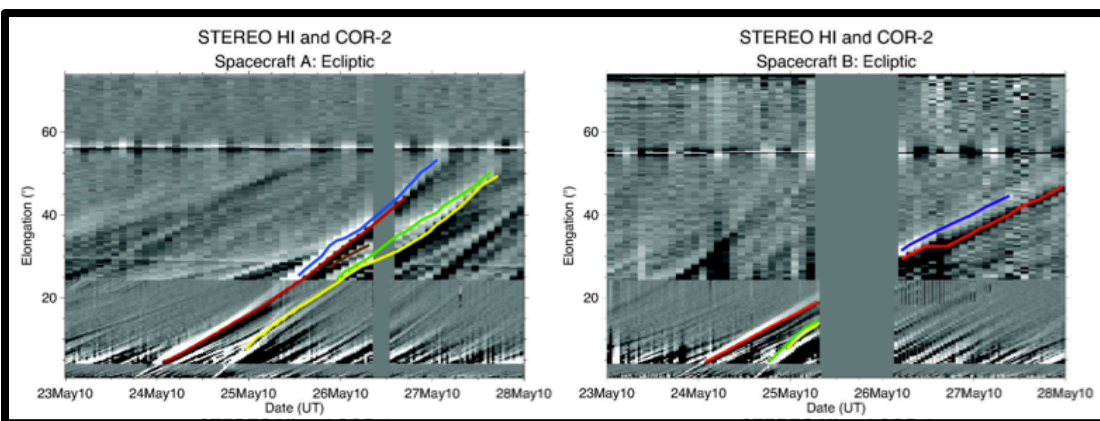 STEREO HI and COR-2
Spacecraft A: Ecliptic
60
40
20
Elongation (°)
23May10 24May10 25May10 26May10 27May10 28May10
Date (UT)
STEREO HI and COR-2
Spacecraft B: Ecliptic
60
40
20
Elongation (°)
23May10 24May10 25May10 26May10 27May10 28May10
Date (UT)